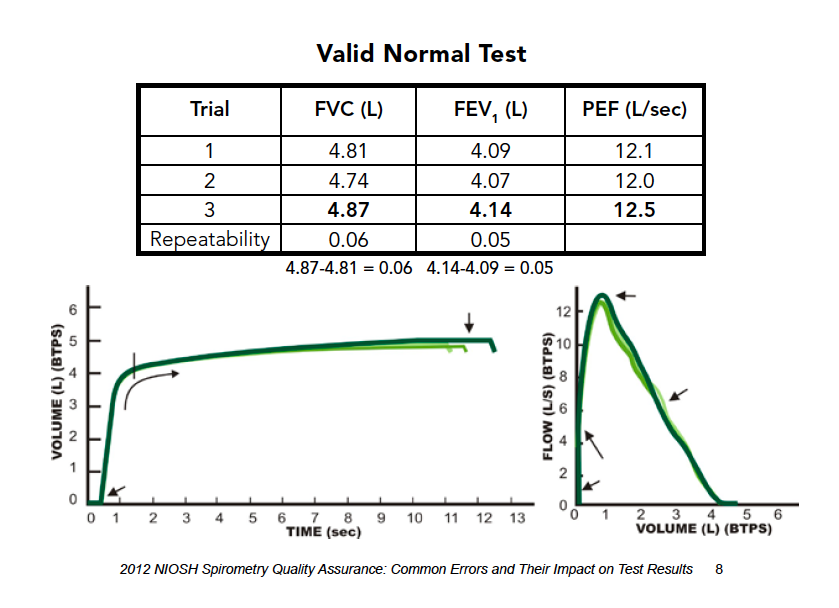 Valid Normal Test
Trial FVC (L) FEV1 (L) PEF (L/sec)
1 4.81 4.09 12.1
2 4.74 4.07 12.0
3 4.87 4.14 12.5
Repeatability 0.06 0.05
4.87-4.81 = 0.06 4.14-4.09 = 0.05
VOLUME (L) (BTPS)
6
5
4
3
2
1
0
0 1 2 3 4 5 6 7 8 9 10 11 12 13
TIME (sec)
FLOW (L/S) (BTPS)
12
10
8
6
4
2
0
0 1 2 3 4 5 6
VOLUME (L) (BTPS)
2012 NIOSH Spirometry Quality Assurance: Common Errors and Their Impact on Test Results 8